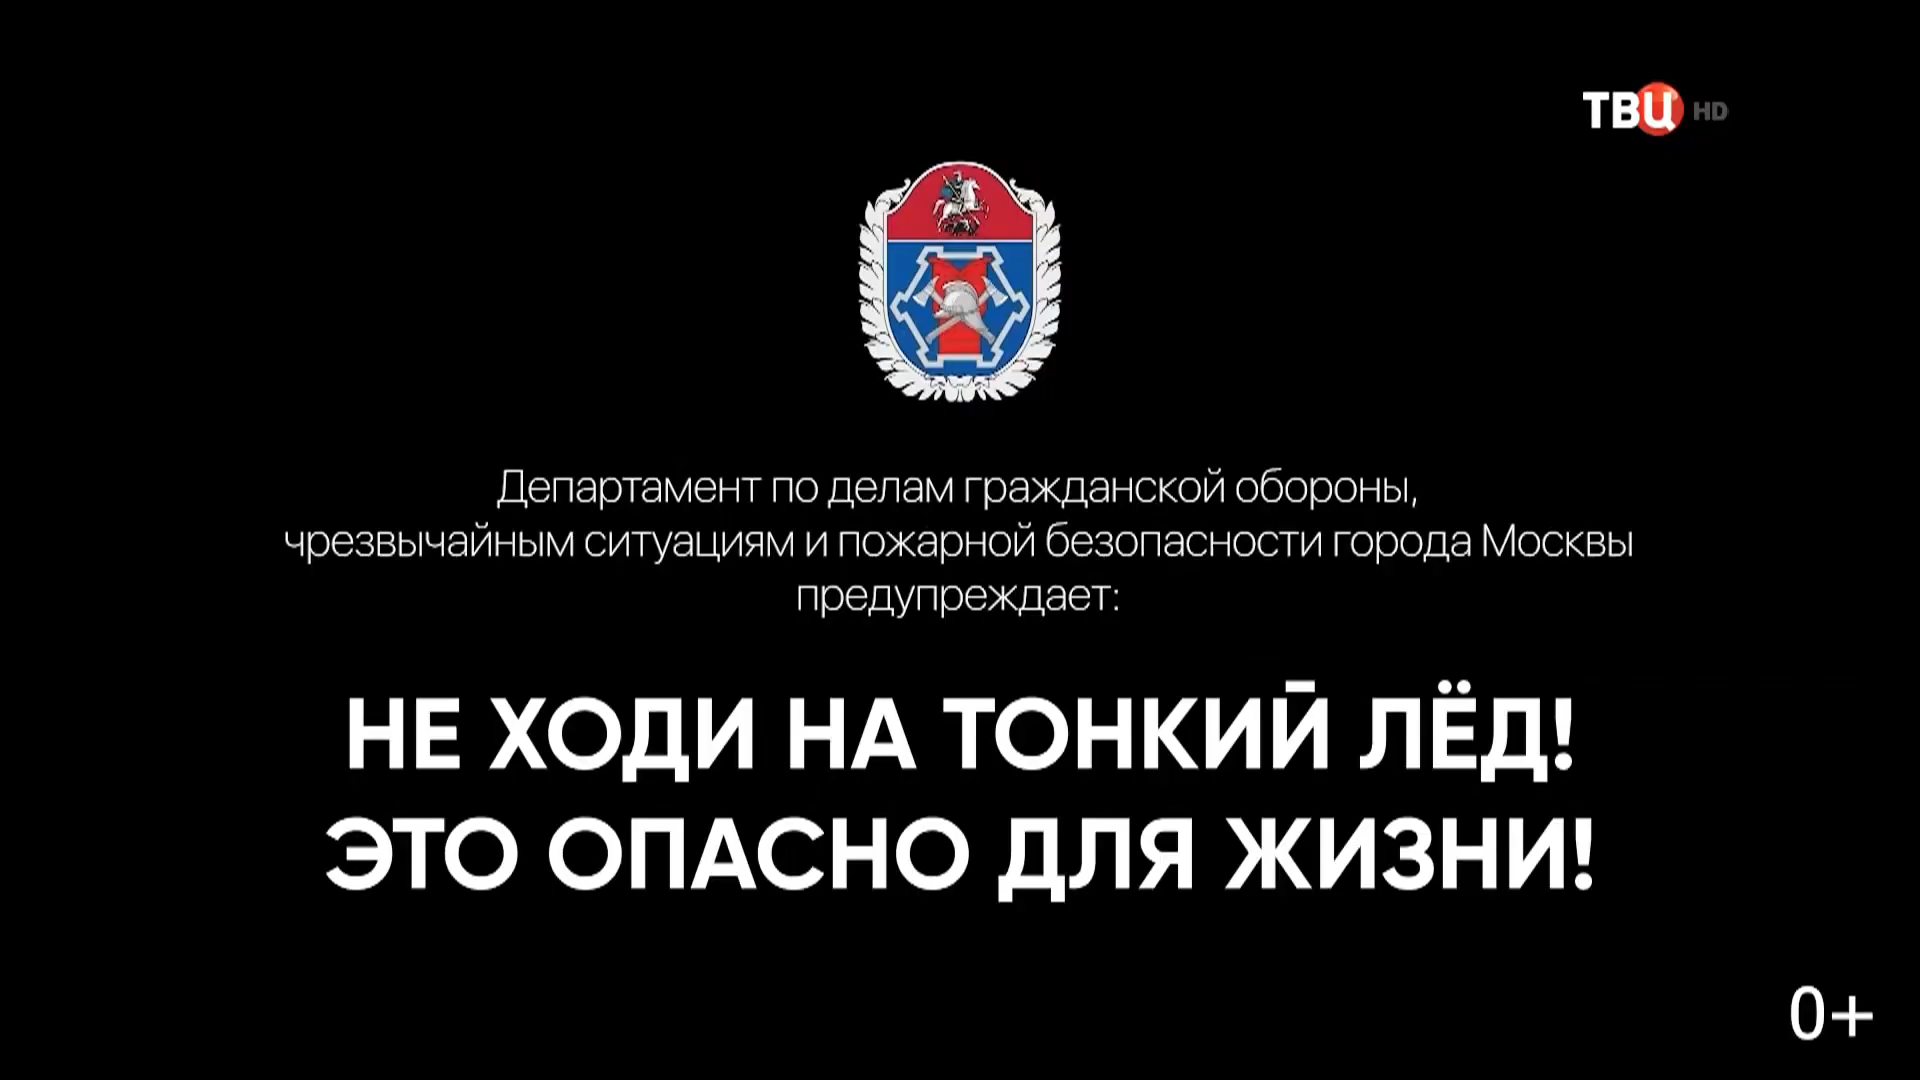 ТВЦ HD
Департамент по делам гражданской обороны,
чрезвычайным ситуациям и пожарной безопасности города Москвы
предупреждает:
НЕ ХОДИ НА ТОНКИЙ ЛЁД!
ЭТО ОПАСНО ДЛЯ ЖИЗНИ!
0+